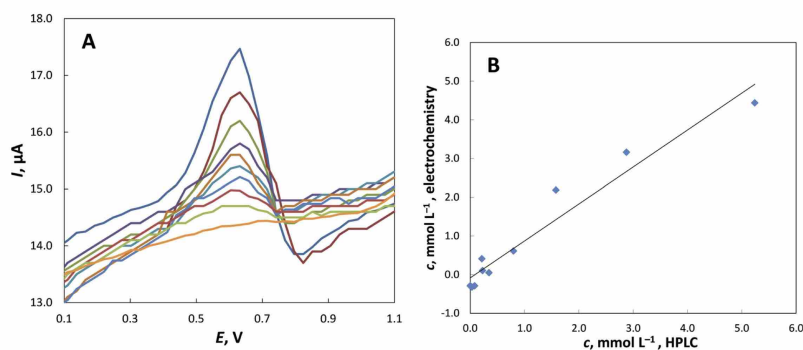 A
18.0
17.0
16.0
15.0
14.0
13.0
I, µA
0.1 0.3 0.5 0.7 0.9 1.1
E, V
B
6.0
5.0
4.0
3.0
2.0
1.0
0.0
-1.0
c, mmol L⁻¹, electrochemistry
0.0 1.0 2.0 3.0 4.0 5.0 6.0
c, mmol L⁻¹, HPLC